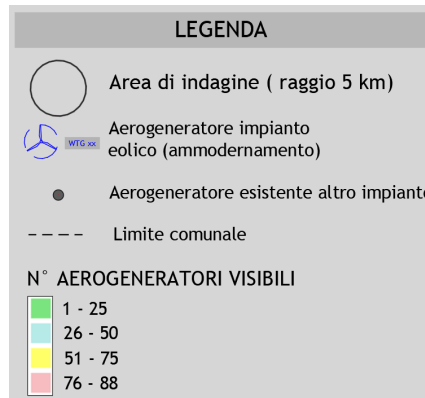 LEGENDA
Area di indagine ( raggio 5 km)
Aerogeneratore impianto
WTG xx
eolico (ammodernamento)
Aerogeneratore esistente altro impianto
Limite comunale
N° AEROGENERATORI VISIBILI
1 - 25
26 - 50
51 - 75
76 - 88